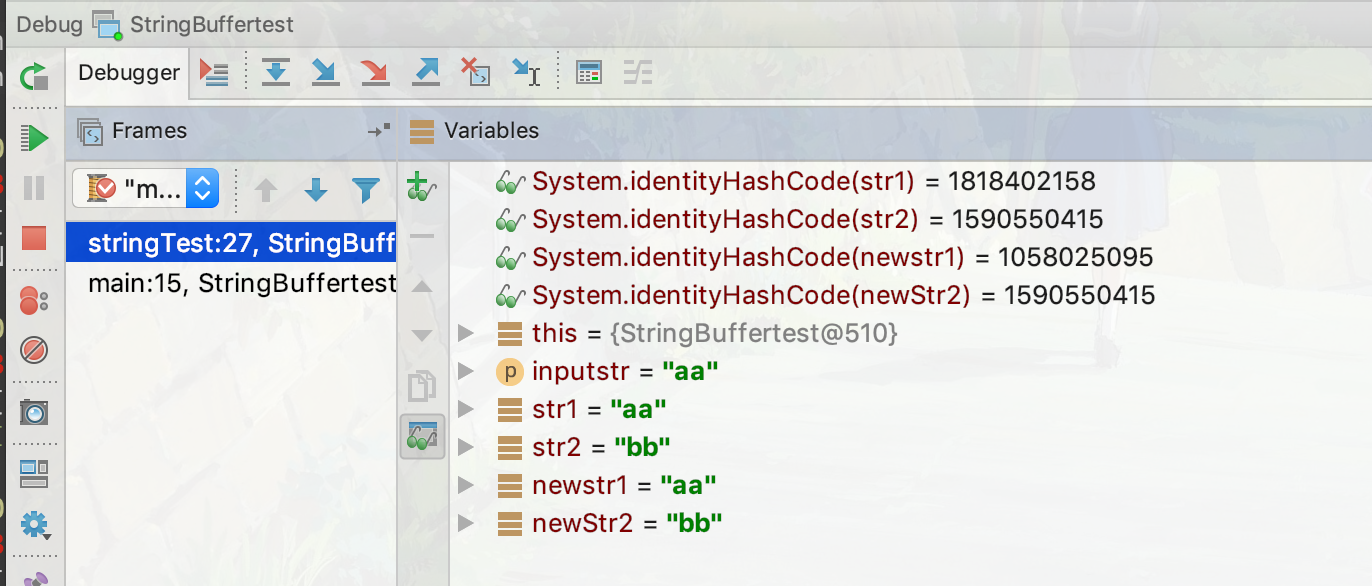 Debug StringBuffertest
Debugger
Frames
Variables
"m...
stringTest:27, StringBuff
main:15, StringBuffertest
System.identityHashCode(str1) = 1818402158
System.identityHashCode(str2) = 1590550415
System.identityHashCode(newstr1) = 1058025095
System.identityHashCode(newStr2) = 1590550415
this = {StringBuffertest@510}
p inputstr = "aa"
str1 = "aa"
str2 = "bb"
newstr1 = "aa"
newStr2 = "bb"